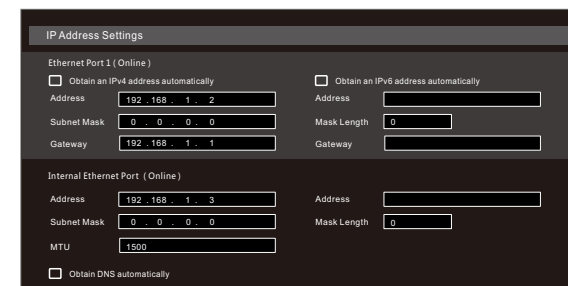 IP Address Settings
Ethernet Port 1 ( Online )
Obtain an IPv4 address automatically
Obtain an IPv6 address automatically
Address 192 . 168 . 1 . 2 Address
Subnet Mask 0 . 0 . 0 . 0 Mask Length 0
Gateway 192 . 168 . 1 . 1 Gateway
Internal Ethernet Port ( Online )
Address 192 . 168 . 1 . 3 Address
Subnet Mask 0 . 0 . 0 . 0 Mask Length 0
MTU 1500
Obtain DNS automatically